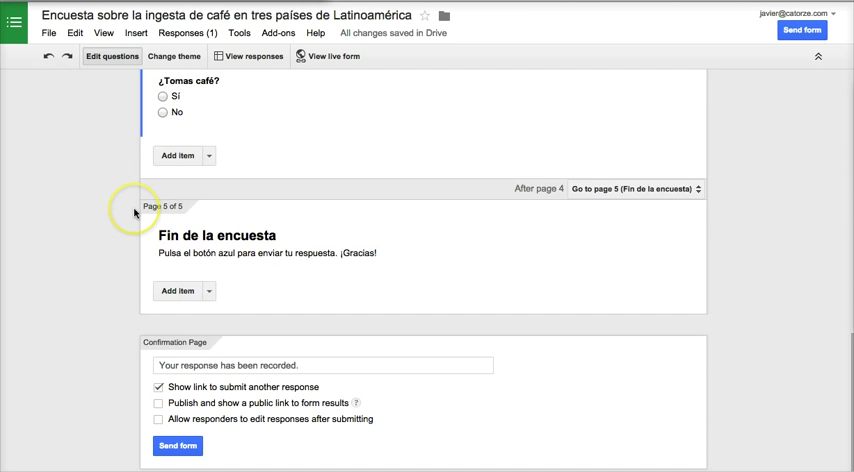 Encuesta sobre la ingesta de café en tres países de Latinoamérica
javier@catorze.com
File Edit View Insert Responses (1) Tools Add-ons Help All changes saved in Drive
Send form
Edit questions Change theme View responses View live form
¿Tomas café?
Sí
No
Add item
After page 4 Go to page 5 (Fin de la encuesta)
Page 5 of 5
Fin de la encuesta
Pulsa el botón azul para enviar tu respuesta. ¡Gracias!
Add item
Confirmation Page
Your response has been recorded.
Show link to submit another response
Publish and show a public link to form results ?
Allow responders to edit responses after submitting
Send form